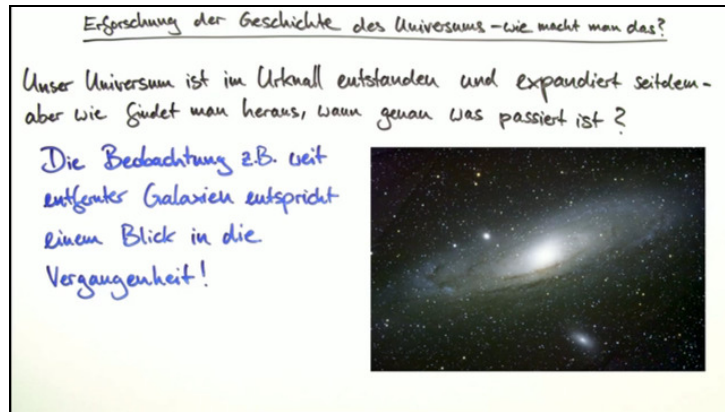 Erforschung der Geschichte des Universums – wie macht man das?
Unser Universum ist im Urknall entstanden und expandiert seitdem –
aber wie findet man heraus, wann genau was passiert ist?
Die Beobachtung z.B. weit
entfernter Galaxien entspricht
einem Blick in die
Vergangenheit!